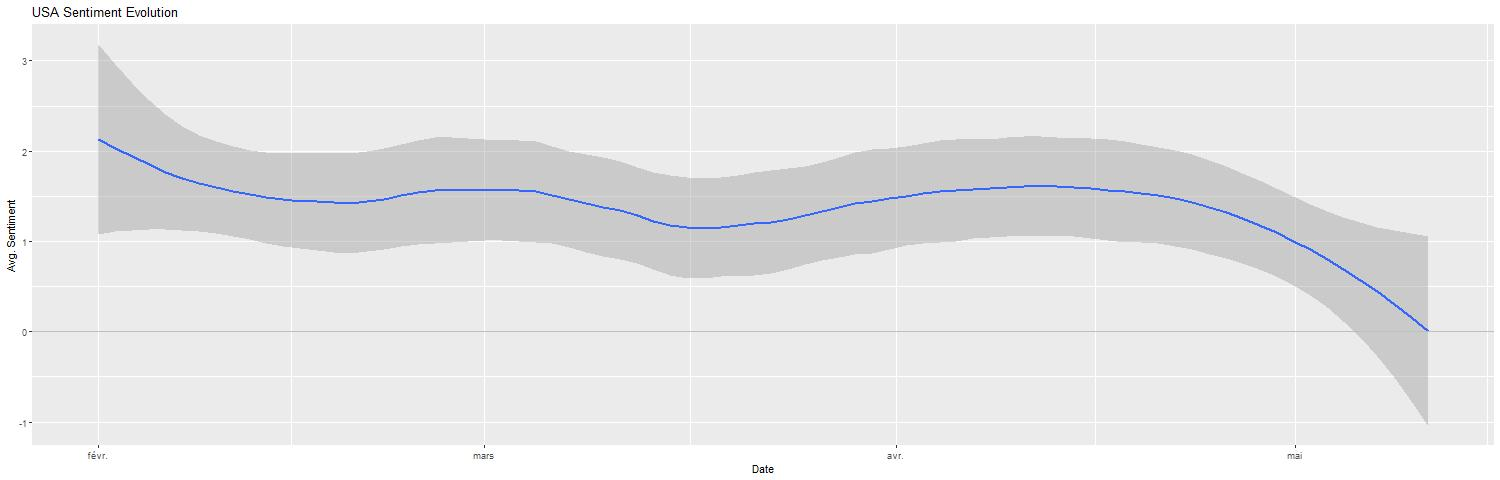 USA Sentiment Evolution
Avg. Sentiment
3
2
1
0
-1
févr.
mars
avr.
mai
Date